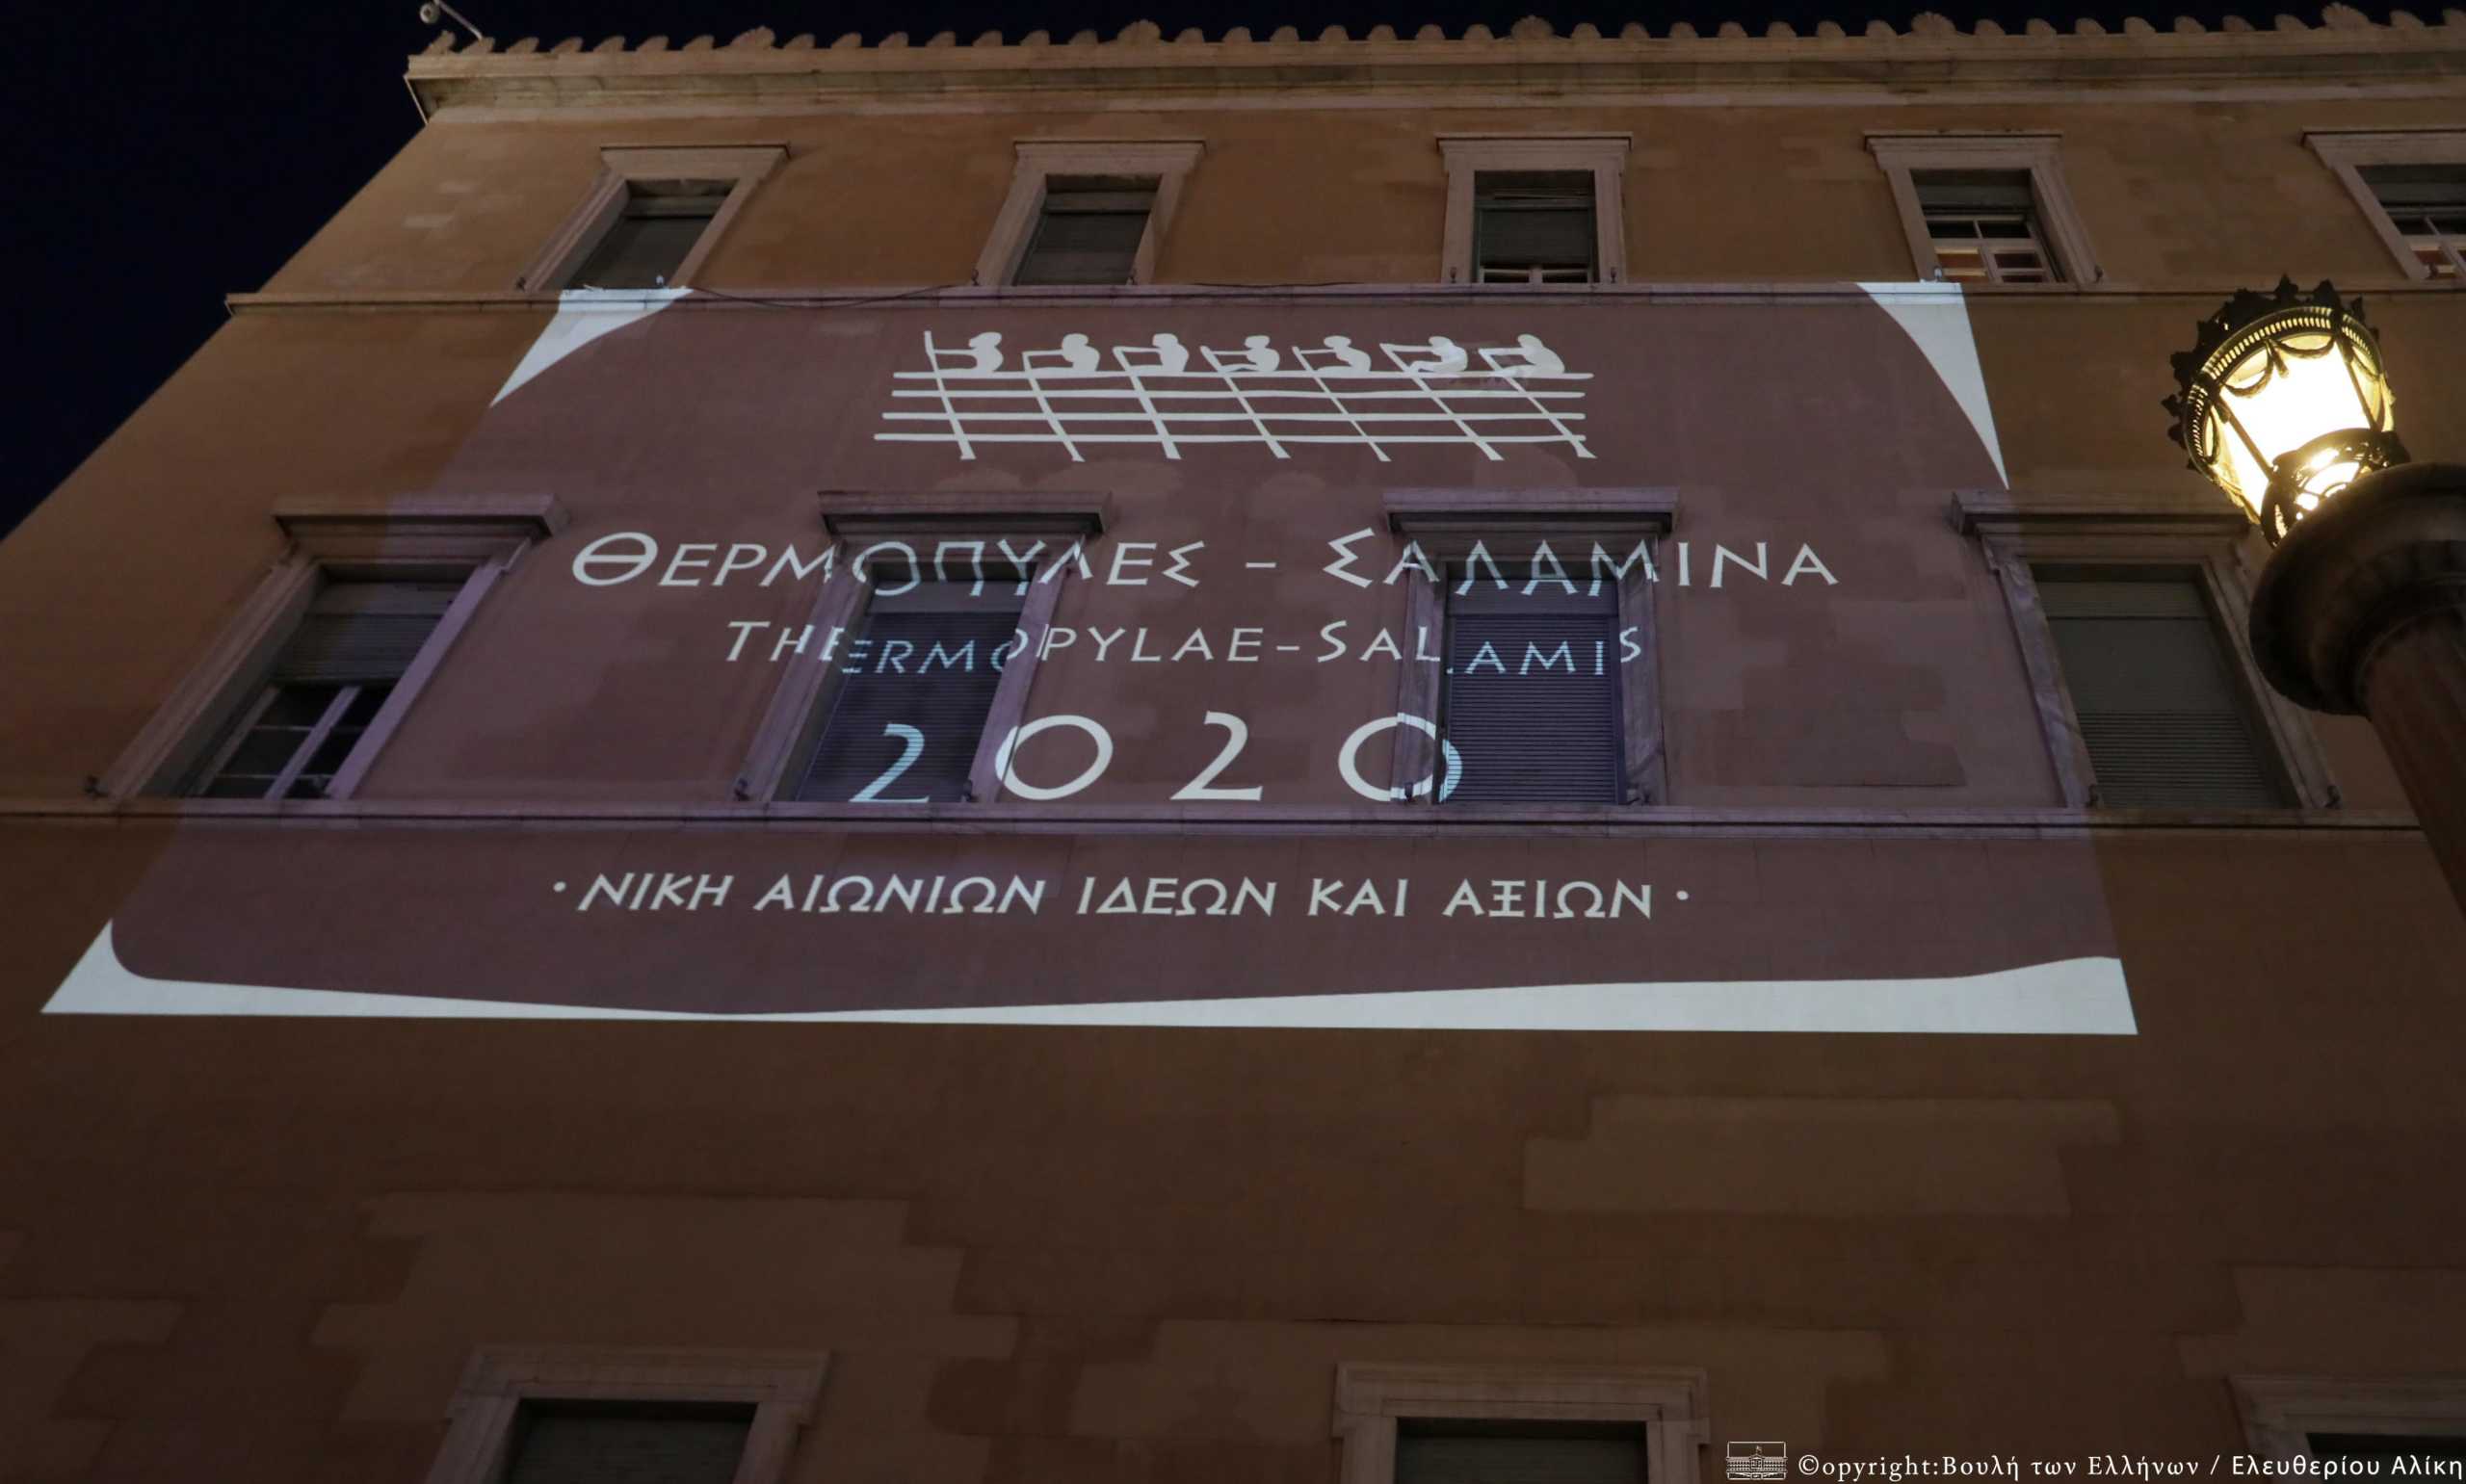 ΘΕΡΜΟΠΥΛΕΣ - ΣΑΛΑΜΙΝΑ
THERMOPYLAE-SALAMIS
2020
·ΝΙΚΗ ΑΙΩΝΙΩΝ ΙΔΕΩΝ ΚΑΙ ΑΞΙΩΝ·
©opyright:Βουλή των Ελλήνων / Ελευθερίου Αλίκη